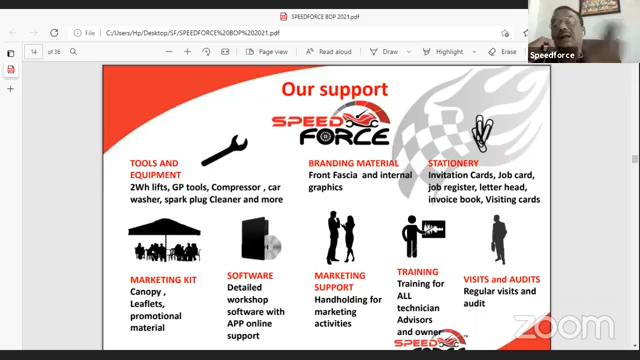 SPEEDFORCE BOP 2021.pdf
File
C:/Users/Hp/Desktop/SF/SPEEDFORCE%20BOP%202021.pdf
14 of 36
Page view
Read aloud
Draw
Highlight
Erase
Speedforce
Our support
SPEED
FORCE
TOOLS AND
EQUIPMENT
2Wh lifts, GP tools, Compressor , car
washer, spark plug Cleaner and more
BRANDING MATERIAL
Front Fascia and internal
graphics
STATIONERY
Invitation Cards, Job card,
job register, letter head,
invoice book, Visiting cards
MARKETING KIT
Canopy ,
Leaflets,
promotional
material
SOFTWARE
Detailed
workshop
software with
APP online
support
MARKETING
SUPPORT
Handholding for
marketing
activities
TRAINING
Training for
ALL
technician
Advisors
and owner
VISITS and AUDITS
Regular visits and
audit
SPEED
FORCE
zoom